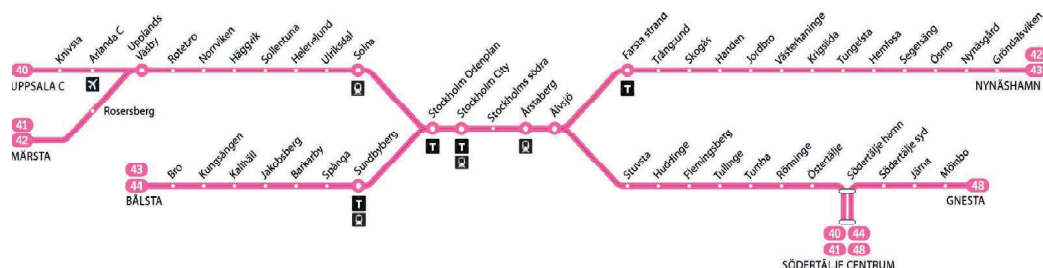 40
UPPSALA C
Knivsta
Arlanda C
Upplands
Väsby
Rotebro
Norrviken
Häggvik
Sollentuna
Helenelund
Ulriksdal
Solna
Rosersberg
41
42
MÄRSTA
43
44
BÅLSTA
Bro
Kungsängen
Kallhäll
Jakobsberg
Barkarby
Spånga
Sundbyberg
T
Stockholm Odenplan
T
Stockholm City
T
Stockholms södra
Årstaberg
Älvsjö
Farsta strand
T
Trångsund
Skogås
Handen
Jordbro
Västerhaninge
Krigslida
Tungelsta
Hemfosa
Segersäng
Ösmo
Nynäsgård
Gröndalsviken
42
43
NYNÄSHAMN
Stuvsta
Huddinge
Flemingsberg
Tullinge
Tumba
Rönninge
Östertälje
Södertälje hamn
Södertälje syd
Järna
Mölnbo
48
GNESTA
40 44
41 48
SÖDERTÄLJE CENTRUM